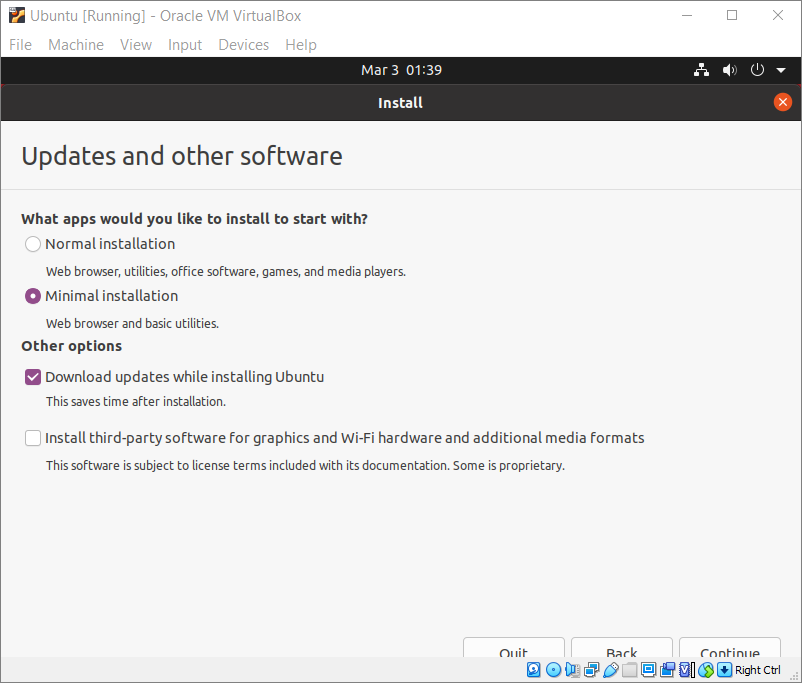 Ubuntu [Running] - Oracle VM VirtualBox
File Machine View Input Devices Help
Mar 3 01:39
Install
Updates and other software
What apps would you like to install to start with?
Normal installation
Web browser, utilities, office software, games, and media players.
Minimal installation
Web browser and basic utilities.
Other options
Download updates while installing Ubuntu
This saves time after installation.
Install third-party software for graphics and Wi-Fi hardware and additional media formats
This software is subject to license terms included with its documentation. Some is proprietary.
Quit Back Continue
Right Ctrl